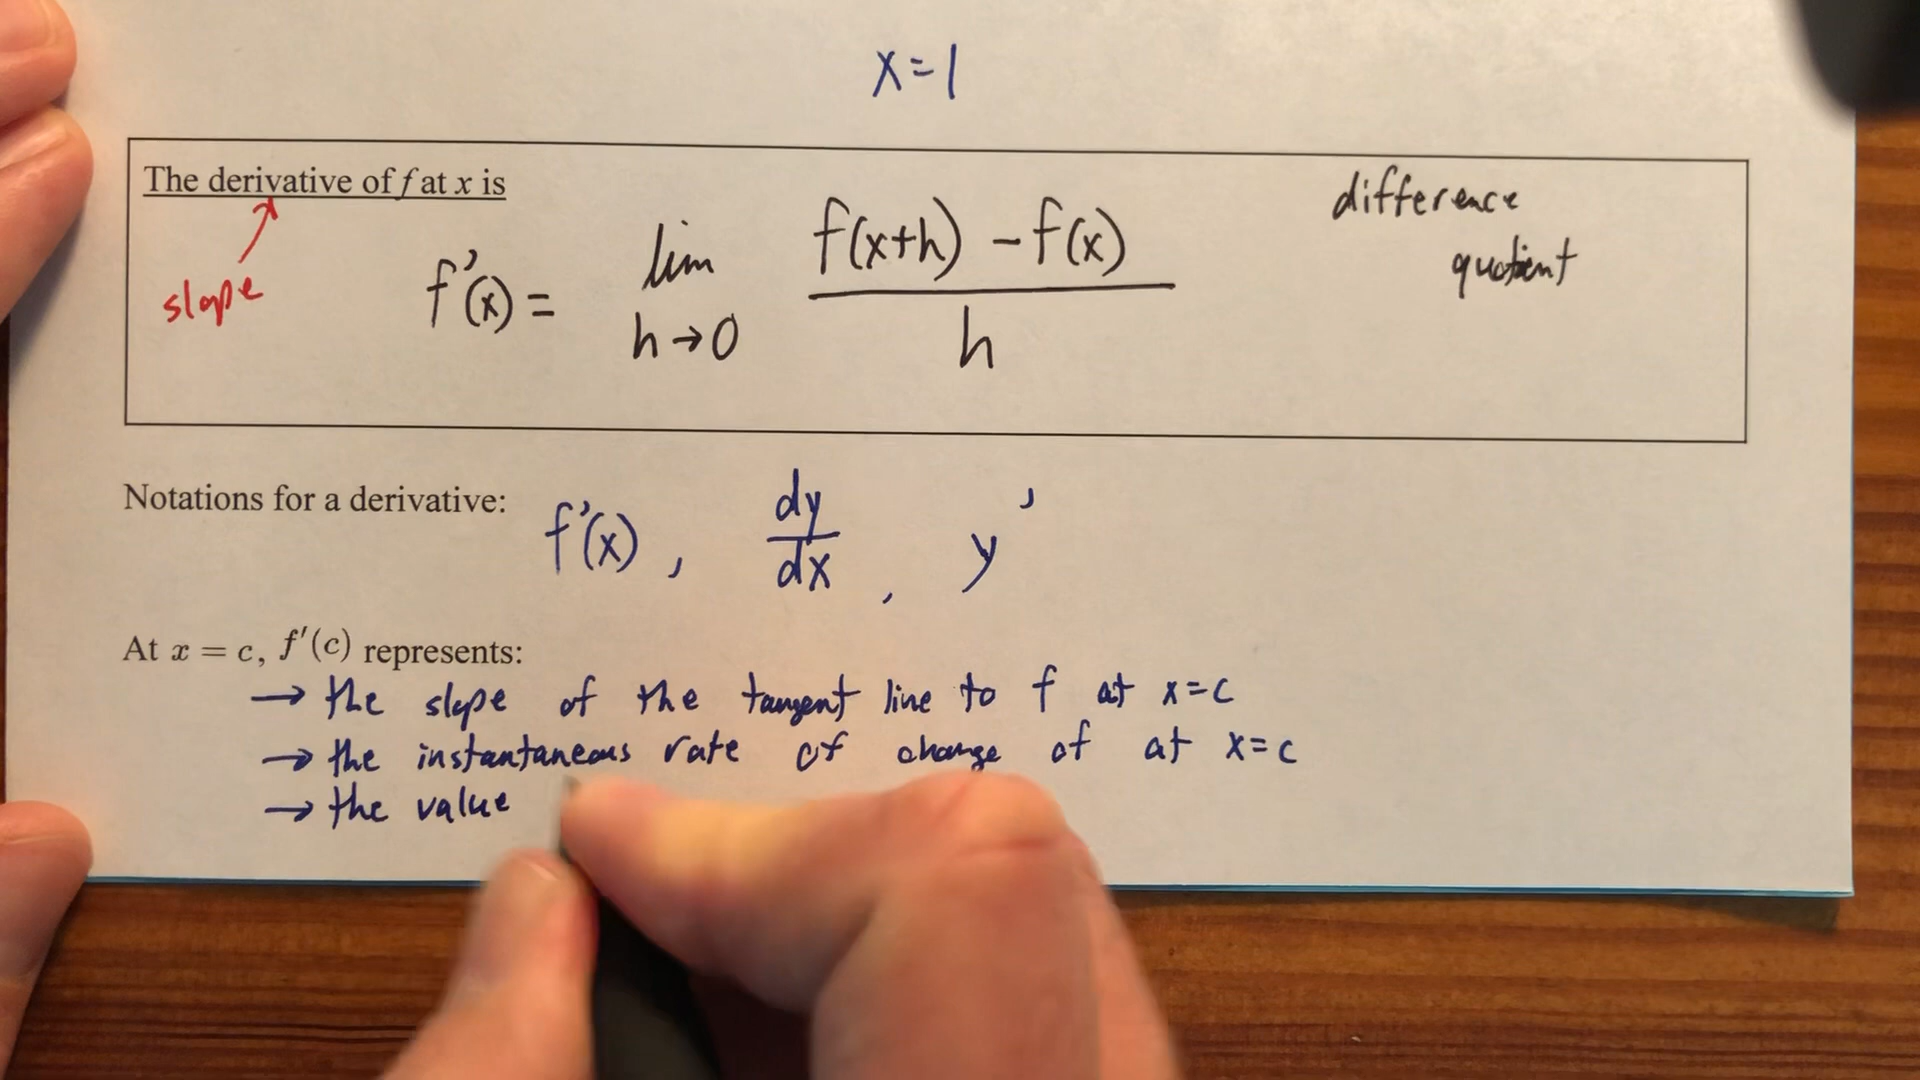 x=1
The derivative of f at x is
slope
f'(x) = lim h→0 f(x+h) - f(x) / h
difference
quotient
Notations for a derivative: f'(x), dy/dx, y'
At x = c, f'(c) represents:
→ the slope of the tangent line to f at x=c
→ the instantaneous rate of change of at x=c
→ the value